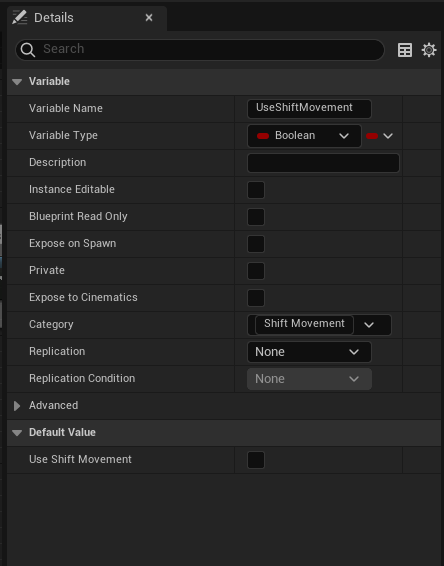 Details
Search
Variable
Variable Name UseShiftMovement
Variable Type Boolean
Description
Instance Editable
Blueprint Read Only
Expose on Spawn
Private
Expose to Cinematics
Category Shift Movement
Replication None
Replication Condition None
Advanced
Default Value
Use Shift Movement